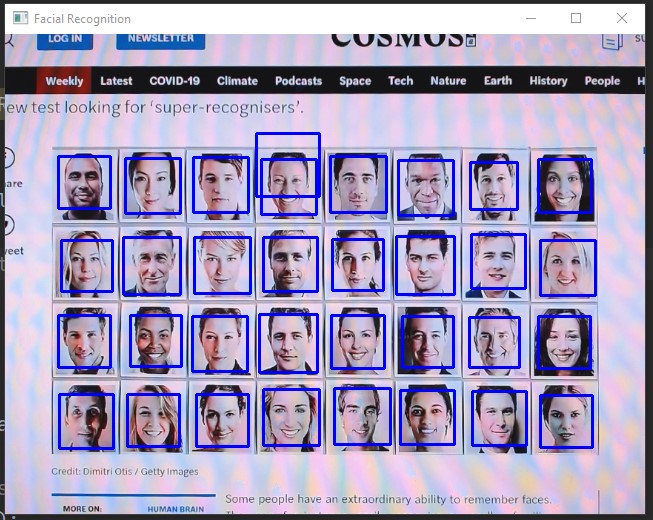 Facial Recognition
LOG IN
NEWSLETTER
COSMOS
Weekly Latest COVID-19 Climate Podcasts Space Tech Nature Earth History People
ew test looking for ‘super-recognisers’.
are
weet
Credit: Dimitri Otis / Getty Images
MORE ON: HUMAN BRAIN
Some people have an extraordinary ability to remember faces.